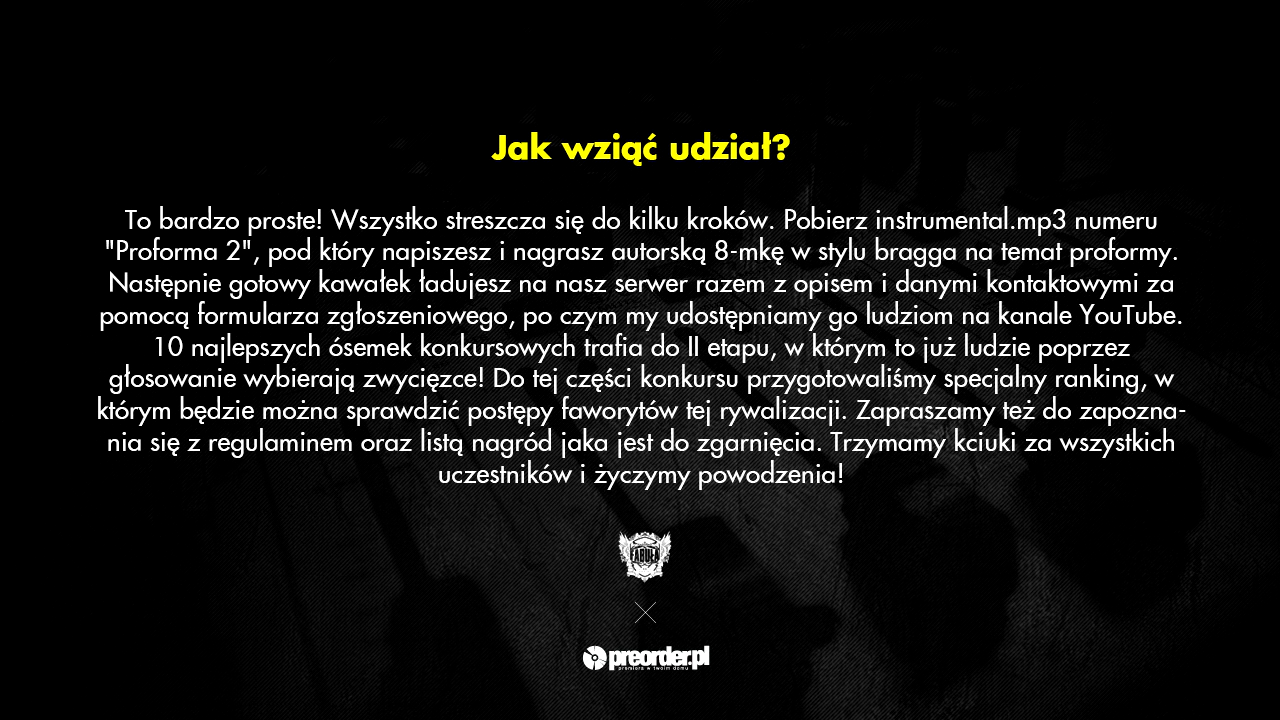 Jak wziąć udział?
To bardzo proste! Wszystko streszcza się do kilku kroków. Pobierz instrumental.mp3 numeru
"Proforma 2", pod który napiszesz i nagrasz autorską 8-mkę w stylu bragga na temat proformy.
Następnie gotowy kawałek ładujesz na nasz serwer razem z opisem i danymi kontaktowymi za
pomocą formularza zgłoszeniowego, po czym my udostępniamy go ludziom na kanale YouTube.
10 najlepszych ósemek konkursowych trafia do II etapu, w którym to już ludzie poprzez
głosowanie wybierają zwycięzce! Do tej części konkursu przygotowaliśmy specjalny ranking, w
którym będzie można sprawdzić postępy faworytów tej rywalizacji. Zapraszamy też do zapozna-
nia się z regulaminem oraz listą nagród jaka jest do zgarnięcia. Trzymamy kciuki za wszystkich
uczestników i życzymy powodzenia!
FABUŁA
preorder.pl
premiera w twoim domu